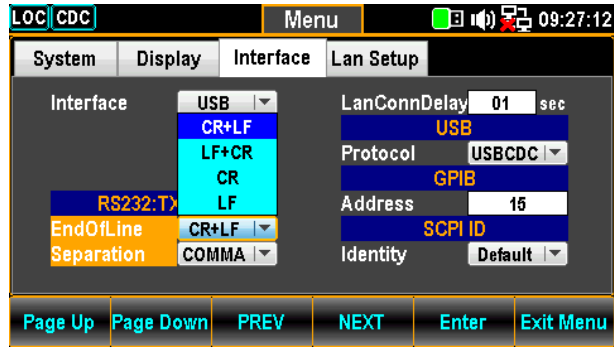 LOC CDC Menu 09:27:12
System Display Interface Lan Setup
Interface USB
CR+LF
LF+CR
CR
LF
RS232:TX
EndOfLine CR+LF
Separation COMMA
LanConnDelay 01 sec
USB
Protocol USBCDC
GPIB
Address 15
SCPI ID
Identity Default
Page Up Page Down PREV NEXT Enter Exit Menu